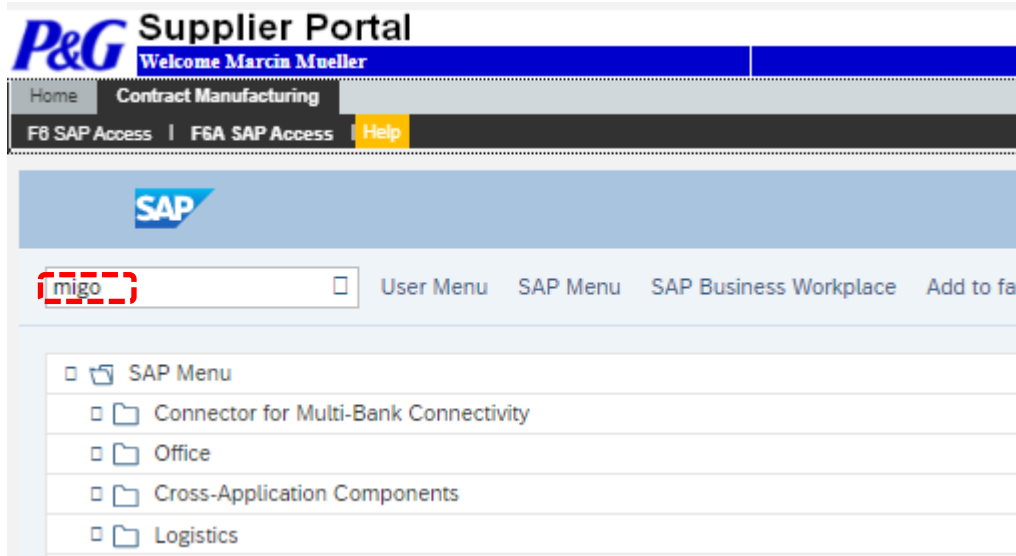 P&G Supplier Portal
Welcome Marcin Mueller
Home Contract Manufacturing
F6 SAP Access | F6A SAP Access | Help
SAP
migo User Menu SAP Menu SAP Business Workplace Add to fa
SAP Menu
Connector for Multi-Bank Connectivity
Office
Cross-Application Components
Logistics